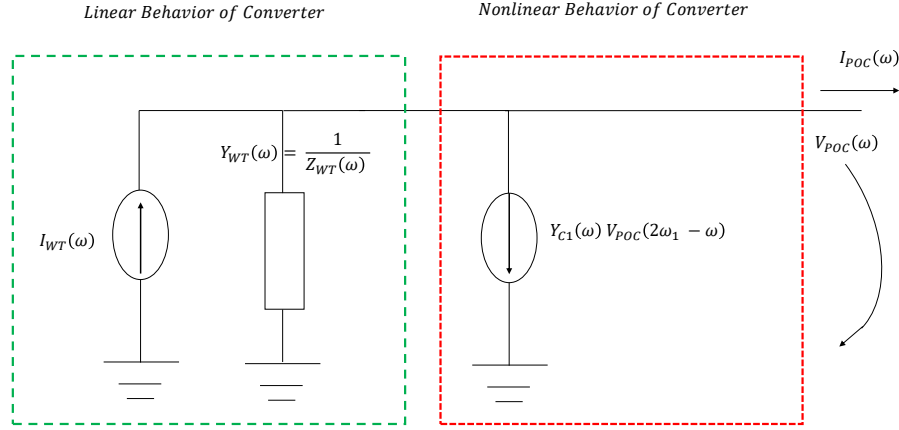 Linear Behavior of Converter
Nonlinear Behavior of Converter
I_POC(ω)
Y_WT(ω) = 1 / Z_WT(ω)
V_POC(ω)
I_WT(ω)
Y_C1(ω) V_POC(2ω_1 − ω)